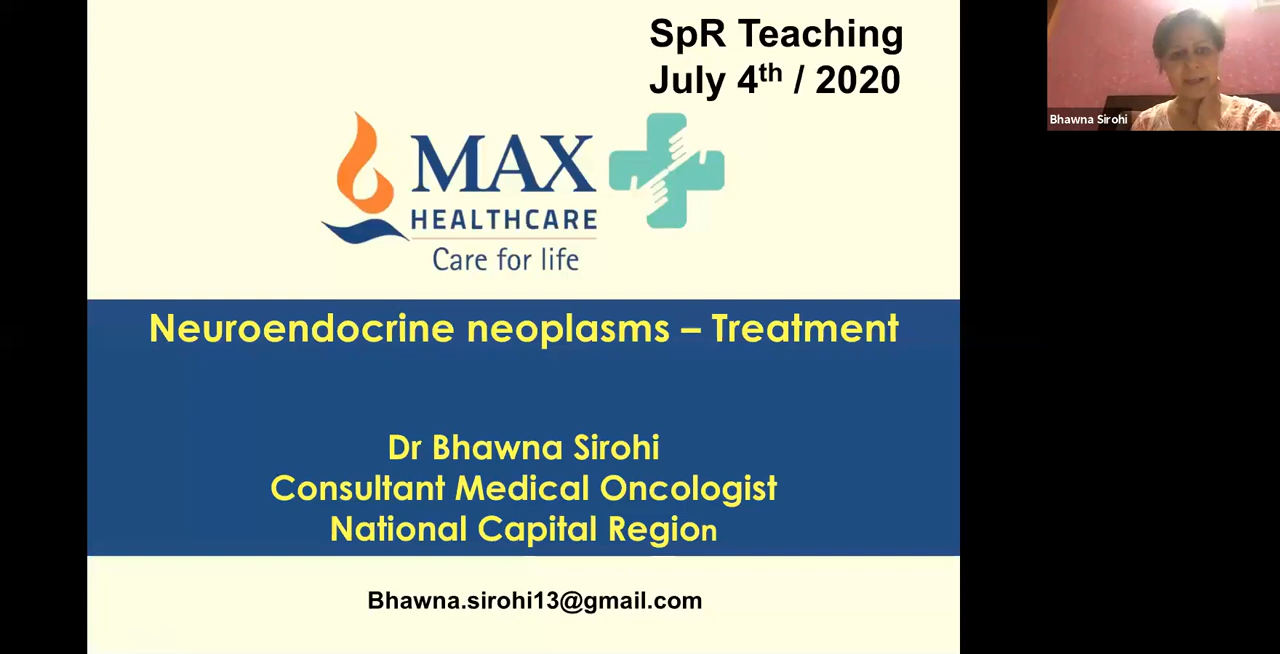 SpR Teaching
July 4th / 2020
MAX
HEALTHCARE
Care for life
Neuroendocrine neoplasms – Treatment
Dr Bhawna Sirohi
Consultant Medical Oncologist
National Capital Region
Bhawna.sirohi13@gmail.com
Bhawna Sirohi